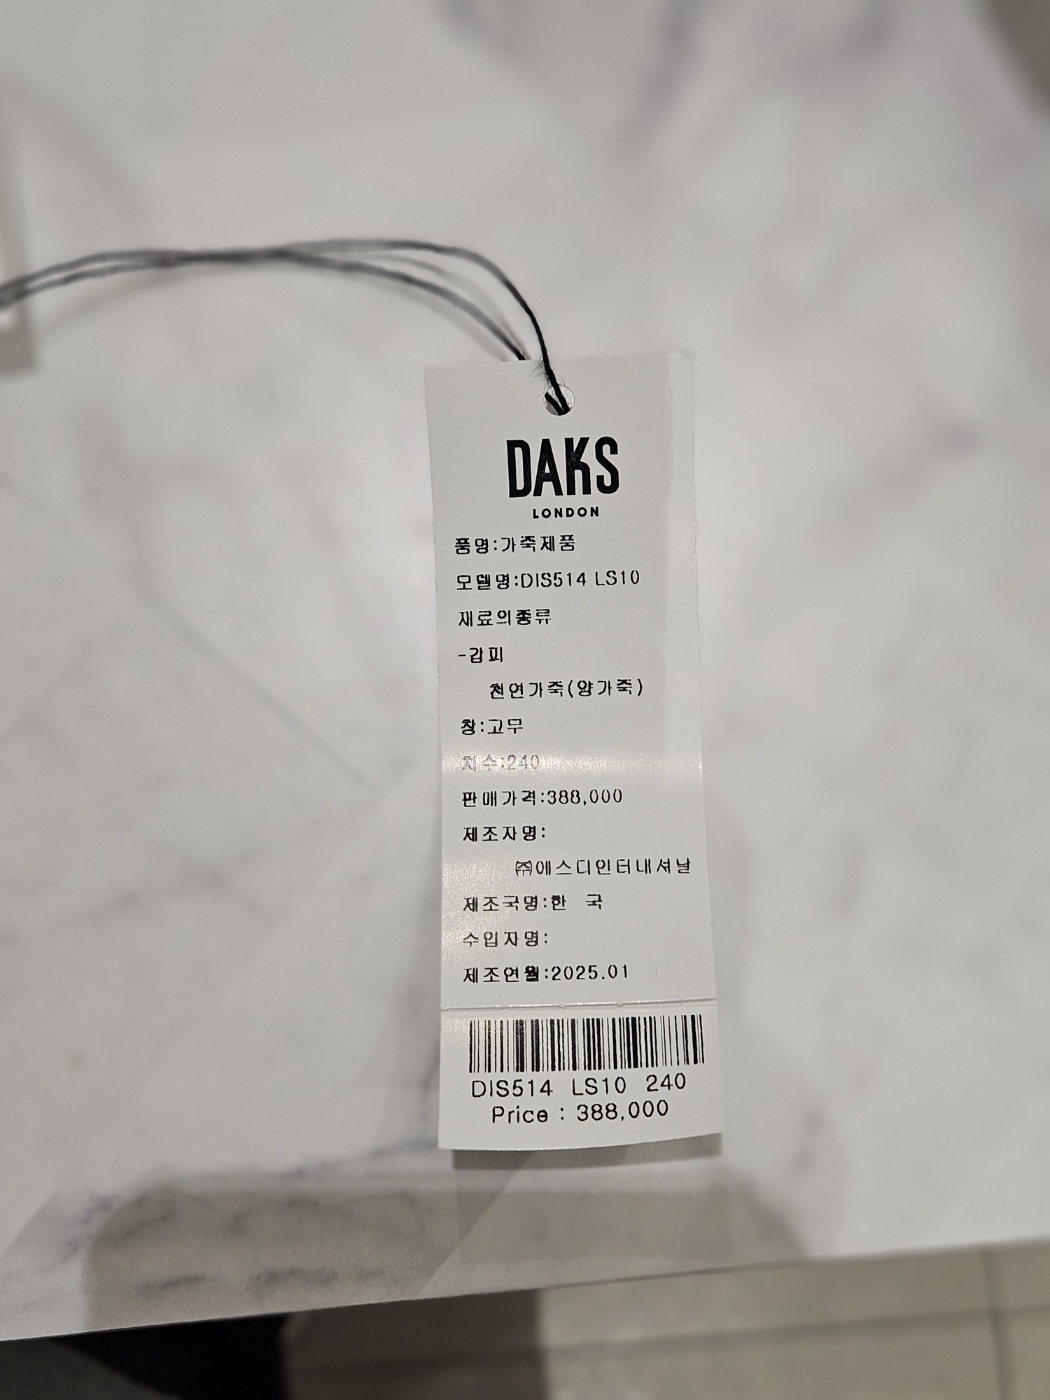 DAKS
LONDON
품명:가죽제품
모델명:DIS514 LS10
재료의종류
-갑피
천연가죽(양가죽)
창:고무
치수:240
판매가격:388,000
제조자명:
㈜에스디인터내셔날
제조국명:한 국
수입자명:
제조연월:2025.01
DIS514 LS10 240
Price : 388,000